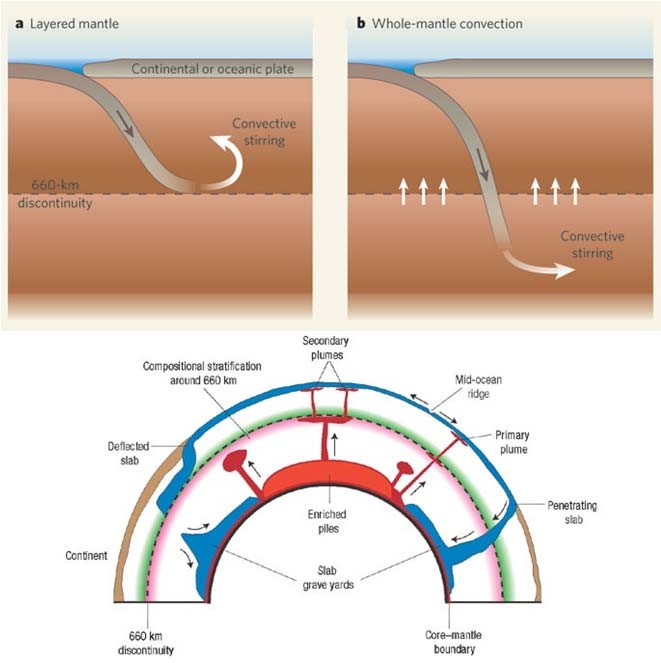 a Layered mantle
Continental or oceanic plate
Convective
stirring
660-km
discontinuity
b Whole-mantle convection
Convective
stirring
Secondary
plumes
Compositional stratification
around 660 km
Mid-ocean
ridge
Deflected
slab
Primary
plume
Enriched
piles
Penetrating
slab
Continent
Slab
grave yards
660 km
discontinuity
Core–mantle
boundary